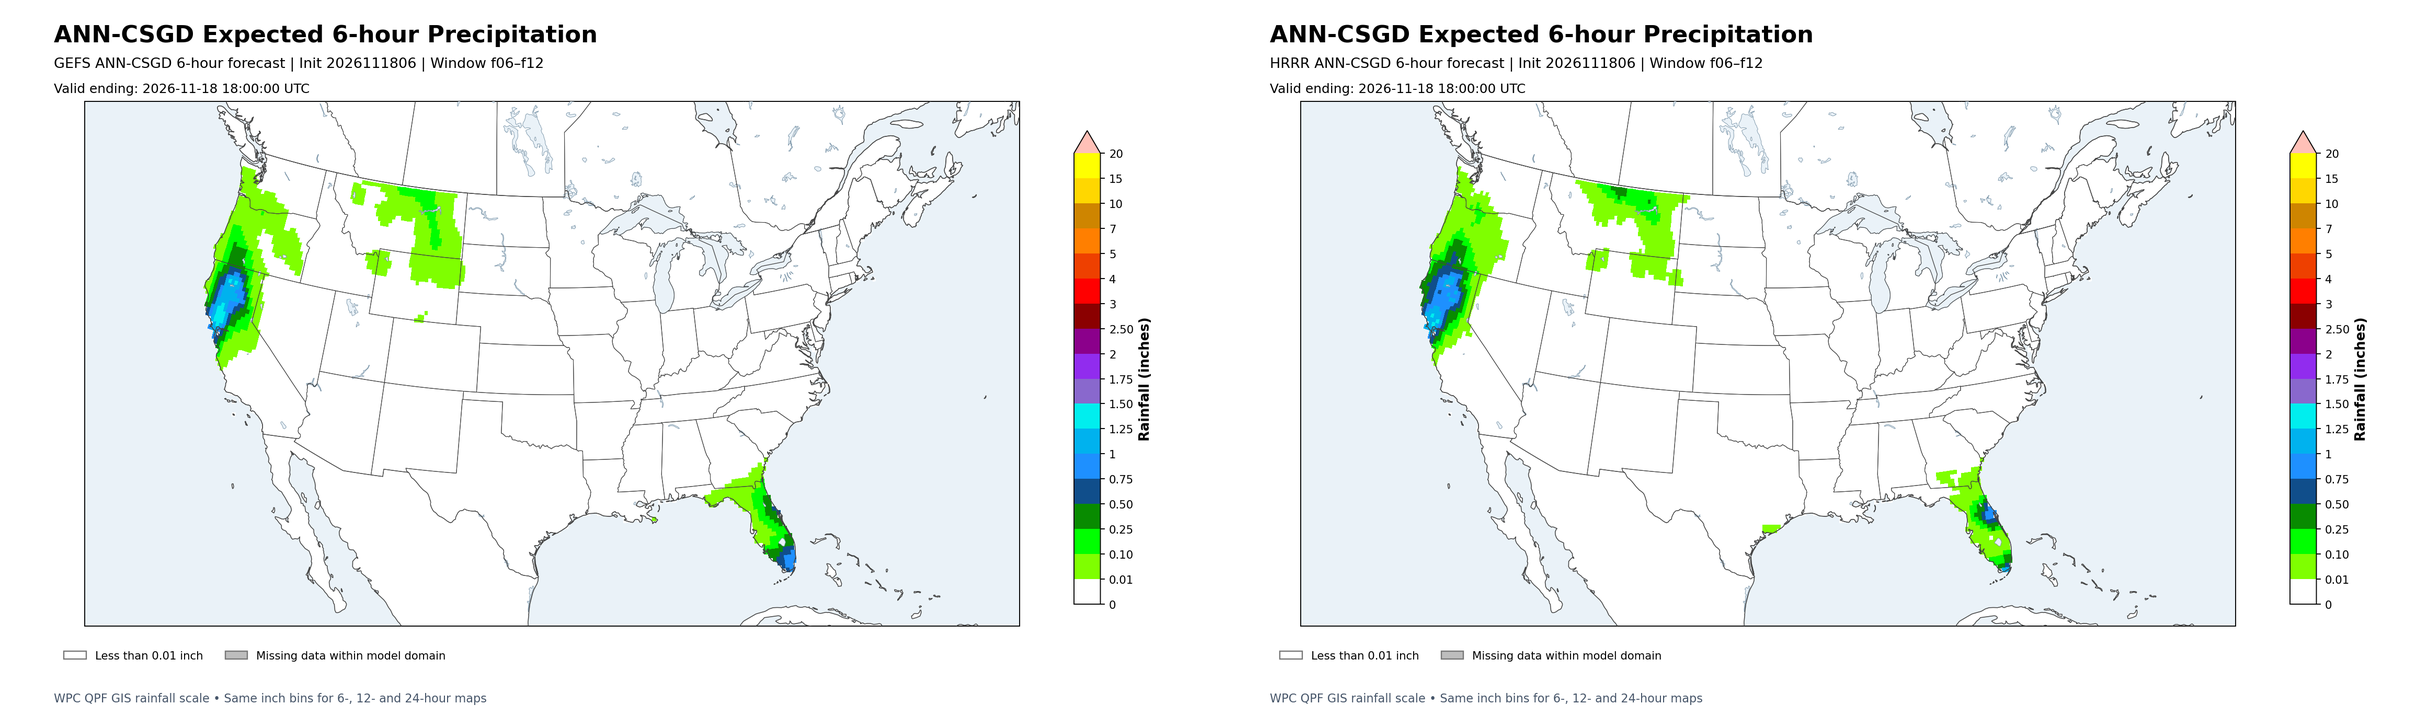 ANN-CSGD Expected 6-hour Precipitation
GEFS ANN-CSGD 6-hour forecast | Init 2026111806 | Window f06–f12
Valid ending: 2026-11-18 18:00:00 UTC
20
15
10
7
5
4
3
2.50
2
1.75
1.50
1.25
1
0.75
0.50
0.25
0.10
0.01
0
Rainfall (inches)
Less than 0.01 inch
Missing data within model domain
WPC QPF GIS rainfall scale • Same inch bins for 6-, 12- and 24-hour maps
ANN-CSGD Expected 6-hour Precipitation
HRRR ANN-CSGD 6-hour forecast | Init 2026111806 | Window f06–f12
Valid ending: 2026-11-18 18:00:00 UTC
20
15
10
7
5
4
3
2.50
2
1.75
1.50
1.25
1
0.75
0.50
0.25
0.10
0.01
0
Rainfall (inches)
Less than 0.01 inch
Missing data within model domain
WPC QPF GIS rainfall scale • Same inch bins for 6-, 12- and 24-hour maps